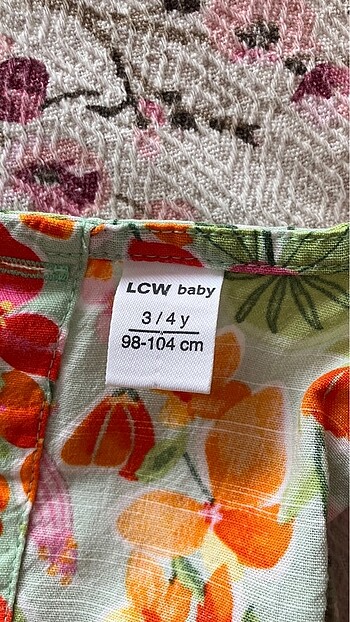 LCW baby
3 / 4 y
98-104 cm